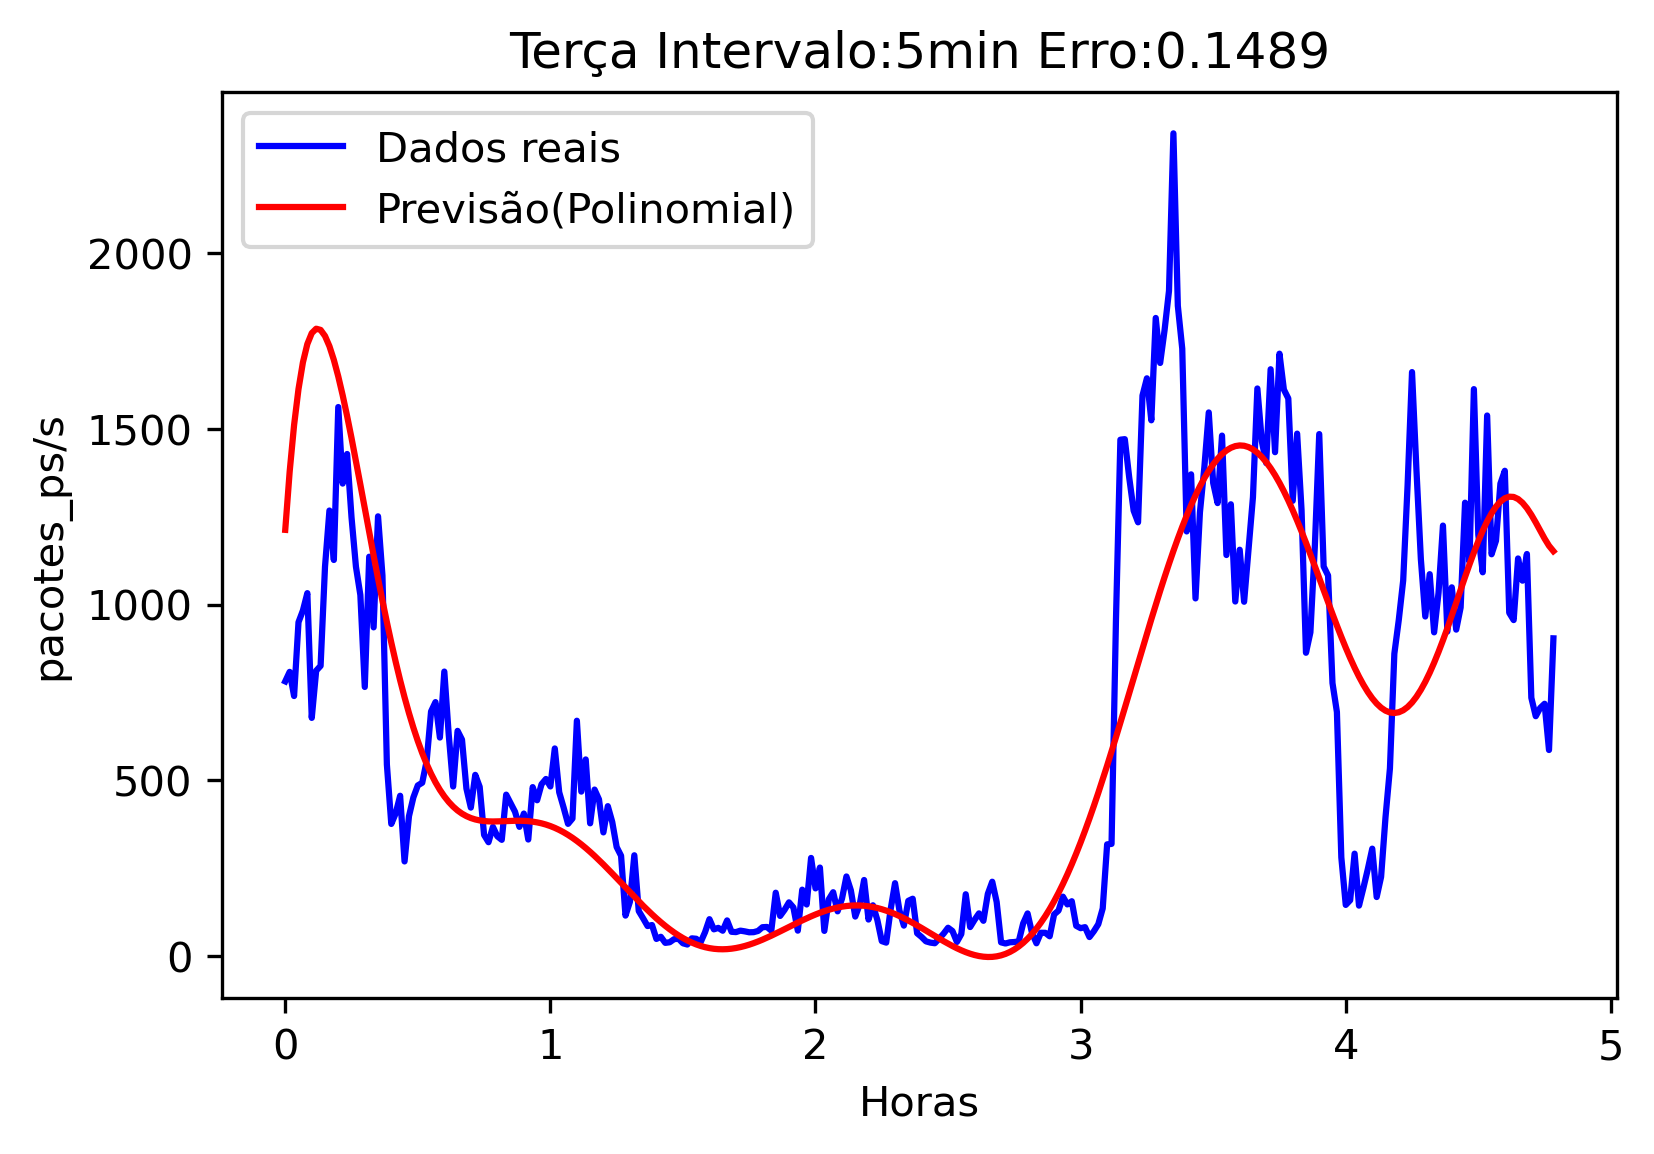 Terça Intervalo:5min Erro:0.1489
Dados reais
Previsão(Polinomial)
pacotes_ps/s
2000
1500
1000
500
0
0 1 2 3 4 5
Horas